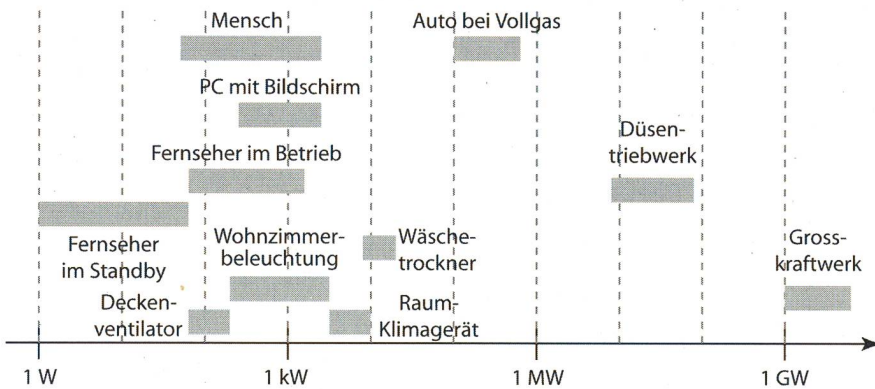 Mensch
Auto bei Vollgas
PC mit Bildschirm
Düsen-
triebwerk
Fernseher im Betrieb
Fernseher
im Standby
Wohnzimmer-
beleuchtung
Wäsche-
trockner
Gross-
kraftwerk
Decken-
ventilator
Raum-
Klimagerät
1 W
1 kW
1 MW
1 GW